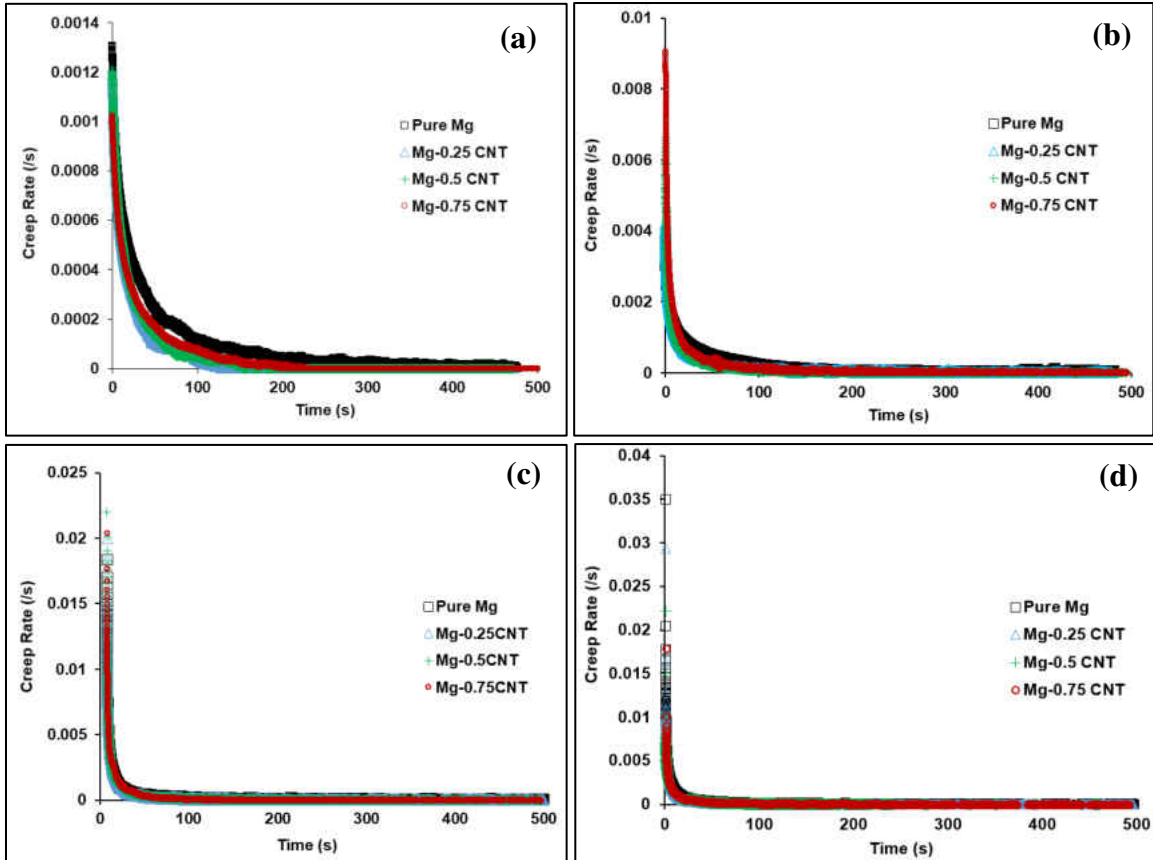 (a)
0.0014
0.0012
0.001
0.0008
0.0006
0.0004
0.0002
0
Creep Rate (/s)
Pure Mg
Mg-0.25 CNT
Mg-0.5 CNT
Mg-0.75 CNT
0 100 200 300 400 500
Time (s)
(b)
0.01
0.008
0.006
0.004
0.002
0
Creep Rate (/s)
Pure Mg
Mg-0.25 CNT
Mg-0.5 CNT
Mg-0.75 CNT
0 100 200 300 400 500
Time (s)
(c)
0.025
0.02
0.015
0.01
0.005
0
Creep Rate (/s)
Pure Mg
Mg-0.25CNT
Mg-0.5CNT
Mg-0.75CNT
0 100 200 300 400 500
Time (s)
(d)
0.04
0.035
0.03
0.025
0.02
0.015
0.01
0.005
0
Creep Rate (/s)
Pure Mg
Mg-0.25 CNT
Mg-0.5 CNT
Mg-0.75 CNT
0 100 200 300 400 500
Time (s)